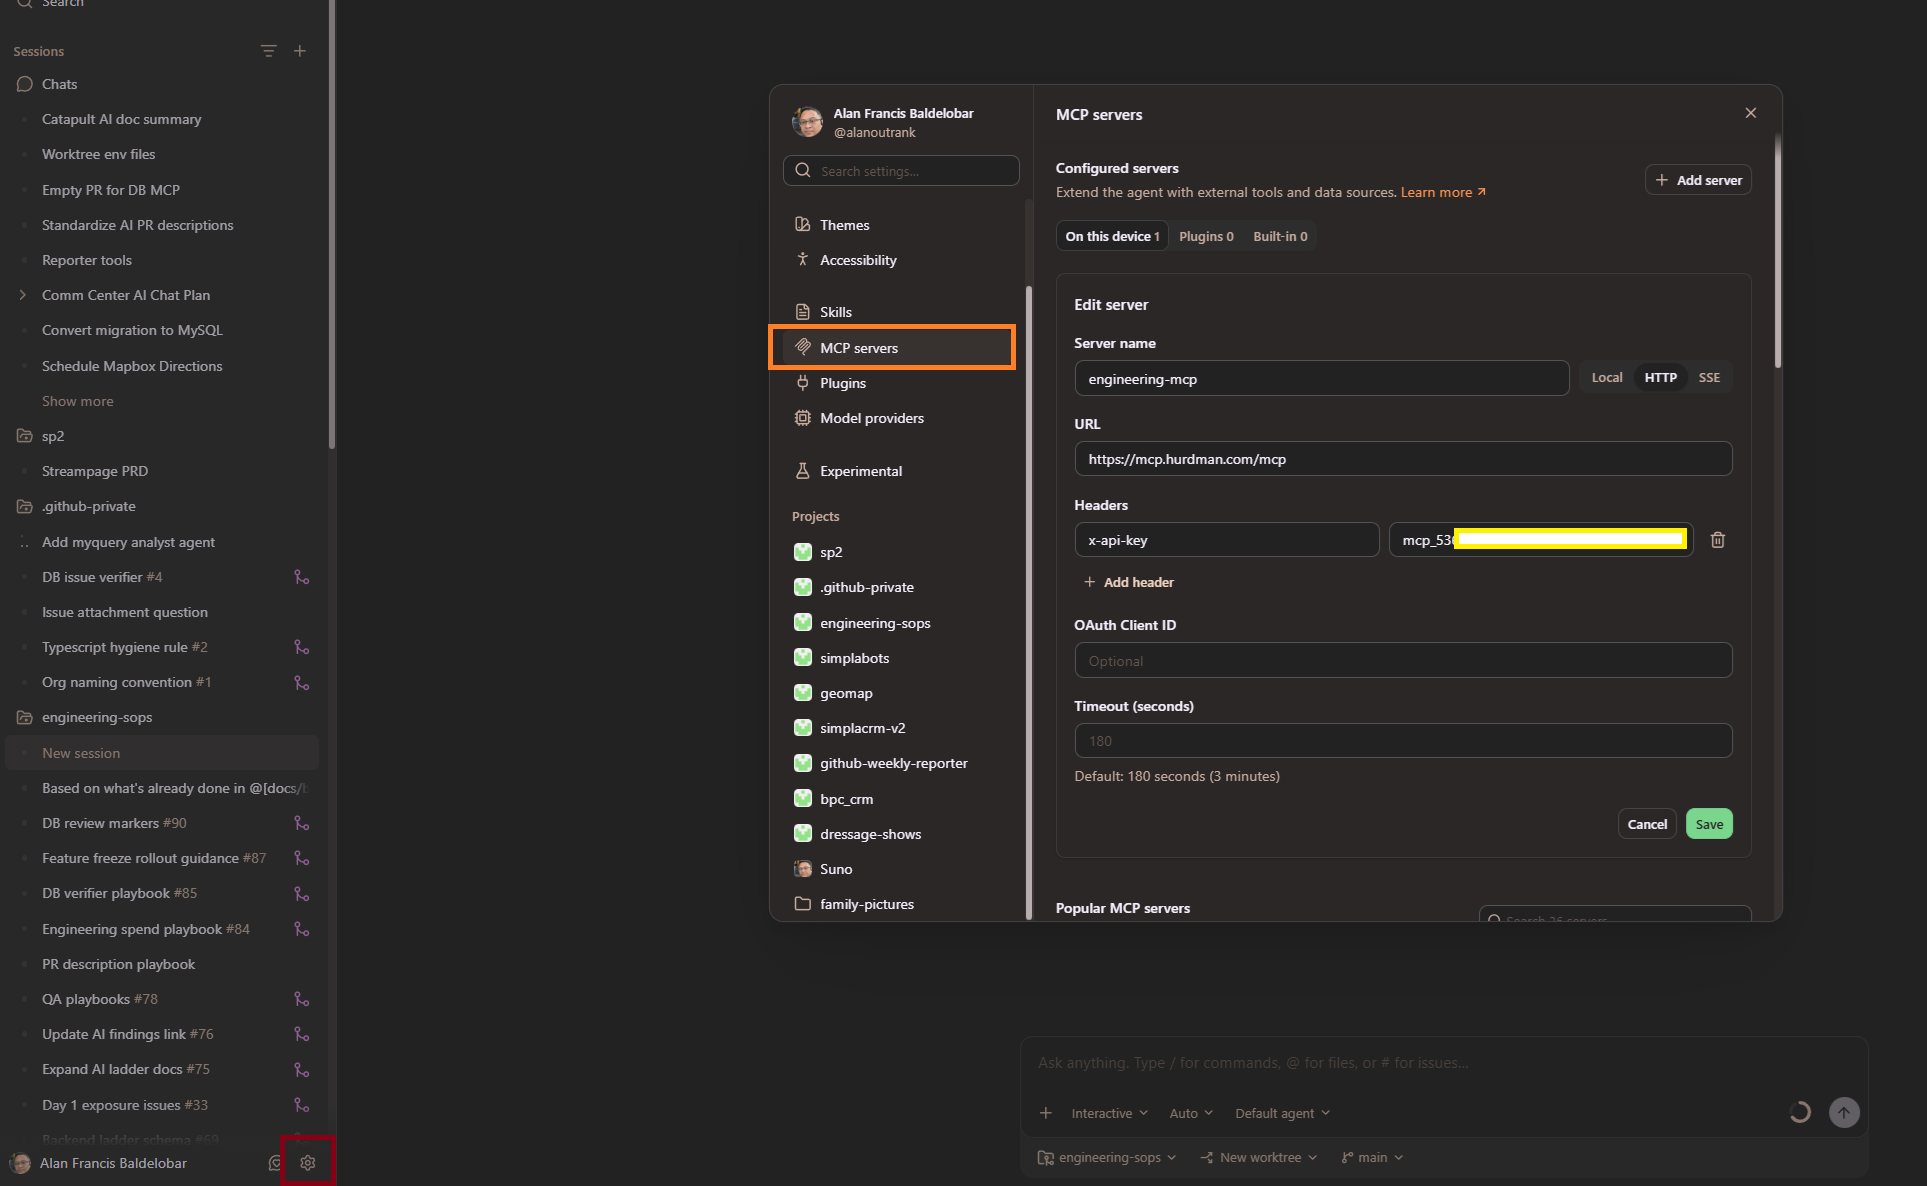 Search
Sessions
Chats
Catapult AI doc summary
Worktree env files
Empty PR for DB MCP
Standardize AI PR descriptions
Reporter tools
Comm Center AI Chat Plan
Convert migration to MySQL
Schedule Mapbox Directions
Show more
sp2
Streampage PRD
.github-private
Add myquery analyst agent
DB issue verifier #4
Issue attachment question
Typescript hygiene rule #2
Org naming convention #1
engineering-sops
New session
Based on what's already done in @[docs/
DB review markers #90
Feature freeze rollout guidance #87
DB verifier playbook #85
Engineering spend playbook #84
PR description playbook
QA playbooks #78
Update AI findings link #76
Expand AI ladder docs #75
Day 1 exposure issues #33
Backend ladder schema #69
Alan Francis Baldelobar
Alan Francis Baldelobar
@alanoutrank
Search settings...
Themes
Accessibility
Skills
MCP servers
Plugins
Model providers
Experimental
Projects
sp2
.github-private
engineering-sops
simplabots
geomap
simplacrm-v2
github-weekly-reporter
bpc_crm
dressage-shows
Suno
family-pictures
MCP servers
Configured servers
Extend the agent with external tools and data sources. Learn more
Add server
On this device 1 Plugins 0 Built-in 0
Edit server
Server name
engineering-mcp
Local HTTP SSE
URL
https://mcp.hurdman.com/mcp
Headers
x-api-key
mcp_53
Add header
OAuth Client ID
Optional
Timeout (seconds)
180
Default: 180 seconds (3 minutes)
Cancel Save
Popular MCP servers
Search 26 servers
Ask anything. Type / for commands, @ for files, or # for issues...
Interactive Auto Default agent
engineering-sops New worktree main